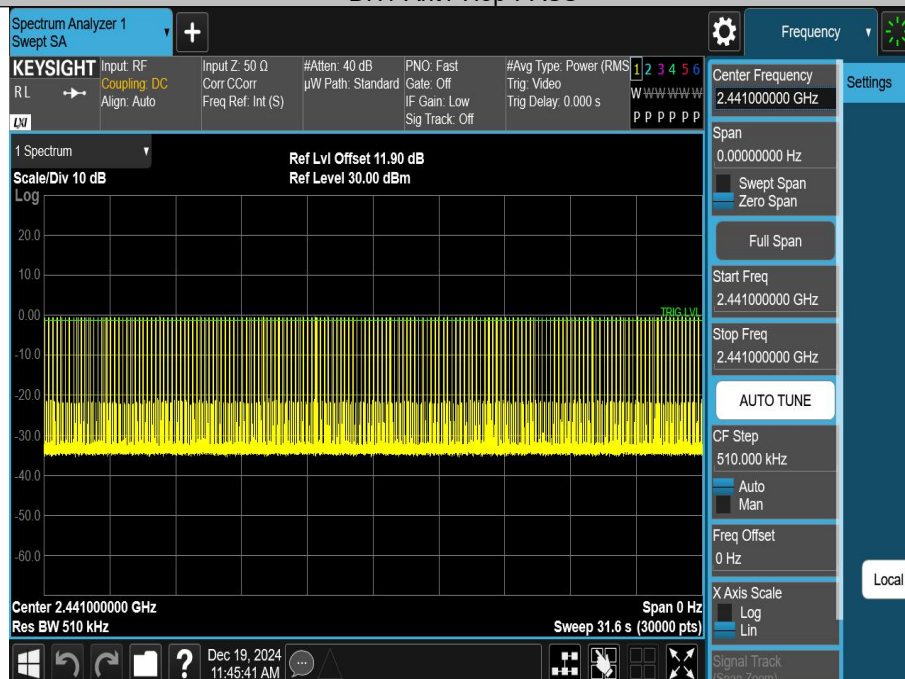 Spectrum Analyzer 1
Swept SA
Frequency
KEYSIGHT
RL
LXI
Input: RF
Coupling: DC
Align: Auto
Input Z: 50 Ω
Corr CCorr
Freq Ref: Int (S)
#Atten: 40 dB
µW Path: Standard
PNO: Fast
Gate: Off
IF Gain: Low
Sig Track: Off
#Avg Type: Power (RMS
Trig: Video
Trig Delay: 0.000 s
1 2 3 4 5 6
W W W W W W
P P P P P P
1 Spectrum
Scale/Div 10 dB
Ref Lvl Offset 11.90 dB
Ref Level 30.00 dBm
Log
20.0
10.0
0.00
TRIG LVL
-10.0
-20.0
-30.0
-40.0
-50.0
-60.0
Center 2.441000000 GHz
Res BW 510 kHz
Span 0 Hz
Sweep 31.6 s (30000 pts)
Center Frequency
2.441000000 GHz
Settings
Span
0.00000000 Hz
Swept Span
Zero Span
Full Span
Start Freq
2.441000000 GHz
Stop Freq
2.441000000 GHz
AUTO TUNE
CF Step
510.000 kHz
Auto
Man
Freq Offset
0 Hz
Local
X Axis Scale
Log
Lin
Signal Track
(Span Zoom)
?
Dec 19, 2024
11:45:41 AM